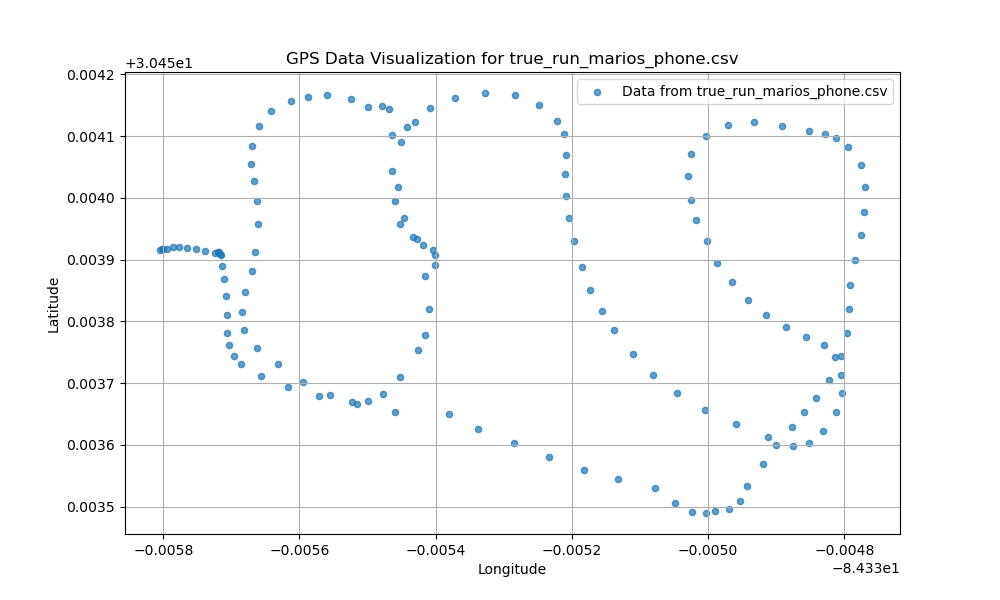 GPS Data Visualization for true_run_marios_phone.csv
+3.045e1
Data from true_run_marios_phone.csv
0.0042
0.0041
0.0040
0.0039
0.0038
0.0037
0.0036
0.0035
Latitude
−0.0058 −0.0056 −0.0054 −0.0052 −0.0050 −0.0048
−8.433e1
Longitude